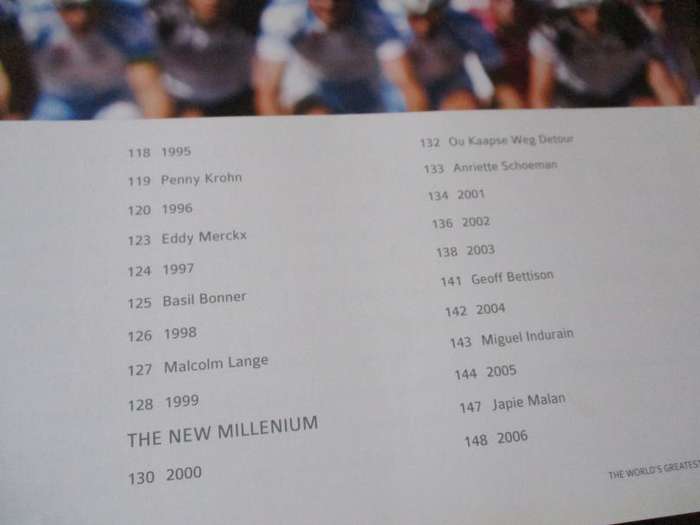 118 1995
119 Penny Krohn
120 1996
123 Eddy Merckx
124 1997
125 Basil Bonner
126 1998
127 Malcolm Lange
128 1999
THE NEW MILLENIUM
130 2000
132 Ou Kaapse Weg Detour
133 Anriette Schoeman
134 2001
136 2002
138 2003
141 Geoff Bettison
142 2004
143 Miguel Indurain
144 2005
147 Japie Malan
148 2006
THE WORLD'S GREATEST